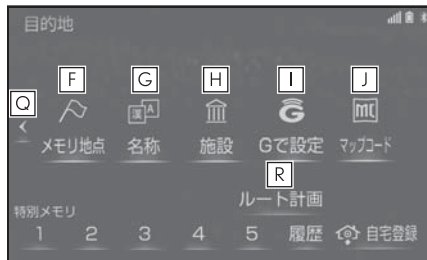 目的地
F G H I J
漢 A G MC
Q メモリ地点 名称 施設 Gで設定 マップコード
R
ルート計画
特別メモリ
1 2 3 4 5 履歴 自宅登録